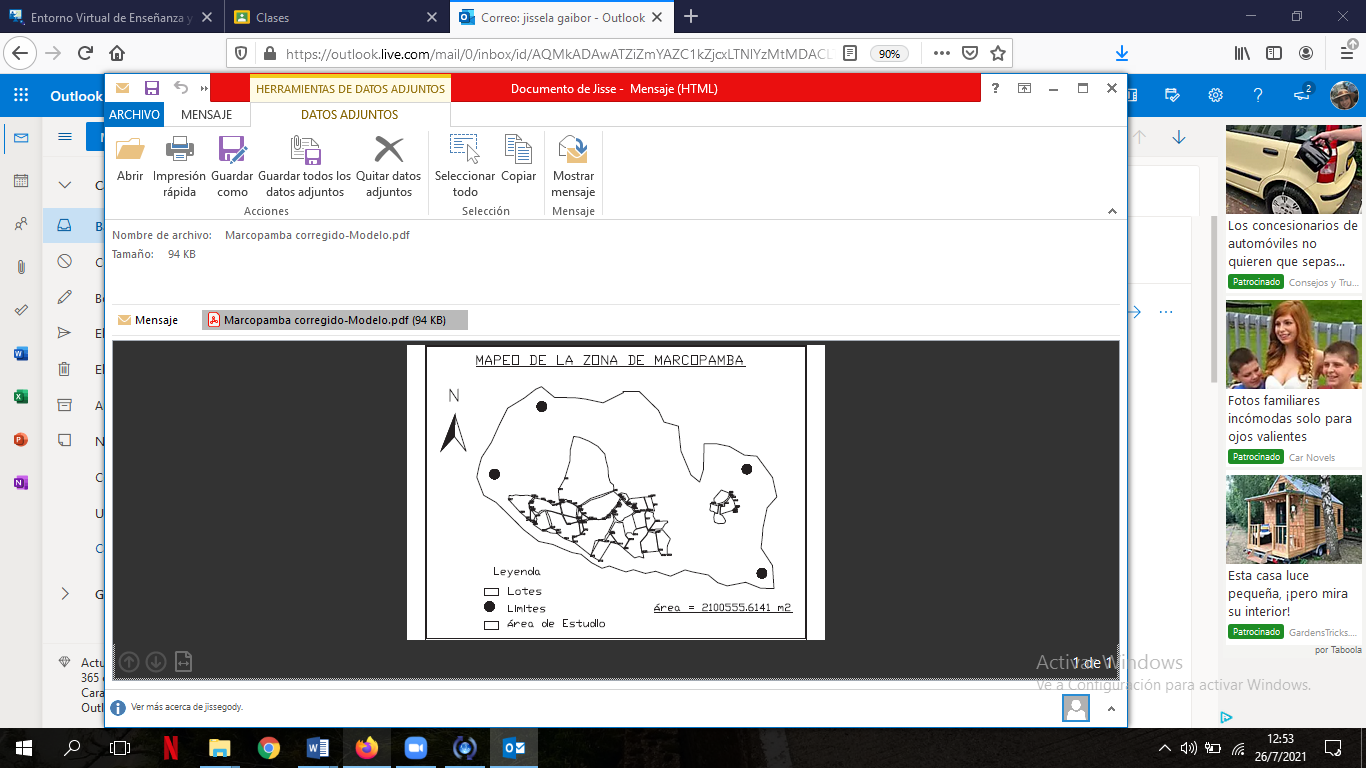 Entorno Virtual de Enseñanza y
Clases
Correo: jissela gaibor - Outlook
https://outlook.live.com/mail/0/inbox/id/AQMkADAwATZiZmYAZC1kZjcxLTNlYzMtMDACL
90%
Outlook
2
HERRAMIENTAS DE DATOS ADJUNTOS
Documento de Jisse - Mensaje (HTML)
ARCHIVO
MENSAJE
DATOS ADJUNTOS
Abrir
Impresión rápida
Guardar como
Guardar todos los datos adjuntos
Quitar datos adjuntos
Seleccionar todo
Copiar
Mostrar mensaje
Acciones
Selección
Mensaje
Nombre de archivo: Marcopamba corregido-Modelo.pdf
Tamaño: 94 KB
Mensaje
Marcopamba corregido-Modelo.pdf (94 KB)
MAPEO DE LA ZONA DE MARCOPAMBA
N
Leyenda
Lotes
Limites
área de Estudio
área = 2100555.6141 m2
1 de 1
Activar Windows
Ve a Configuración para activar Windows.
Ver más acerca de jissegody.
Actu
365 
Cara
Outl
Los concesionarios de
automóviles no
quieren que sepas...
Patrocinado Consejos y Tru...
Fotos familiares
incómodas solo para
ojos valientes
Patrocinado Car Novels
Esta casa luce
pequeña, ¡pero mira
su interior!
Patrocinado GardensTricks....
por Taboola
12:53
26/7/2021